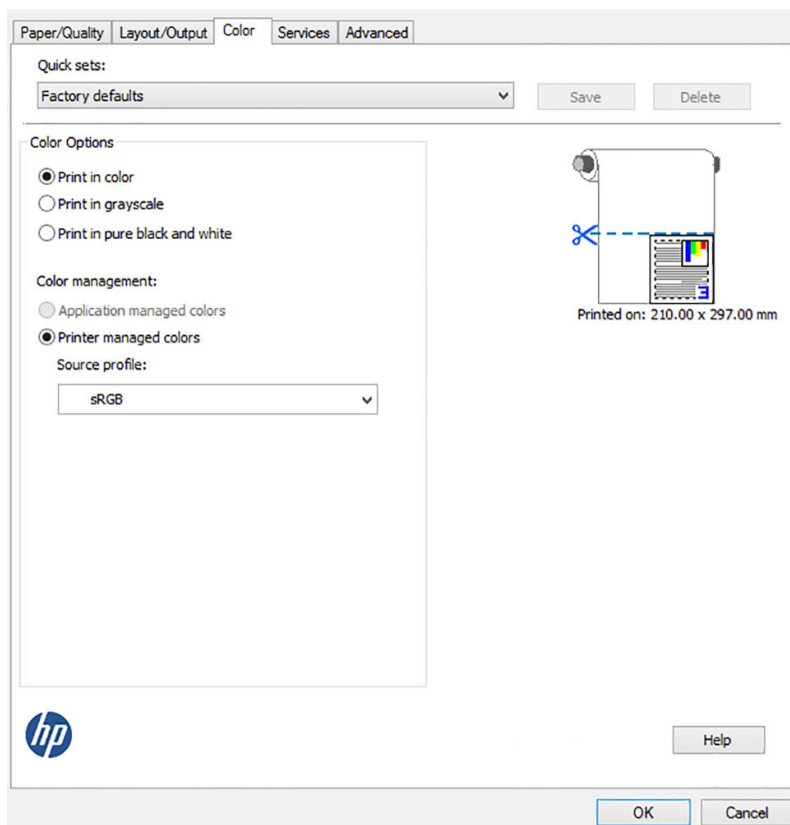 Paper/Quality Layout/Output Color Services Advanced
Quick sets:
Factory defaults Save Delete
Color Options
Print in color
Print in grayscale
Print in pure black and white
Color management:
Application managed colors
Printer managed colors
Source profile:
sRGB
Printed on: 210.00 x 297.00 mm
hp
Help
OK Cancel